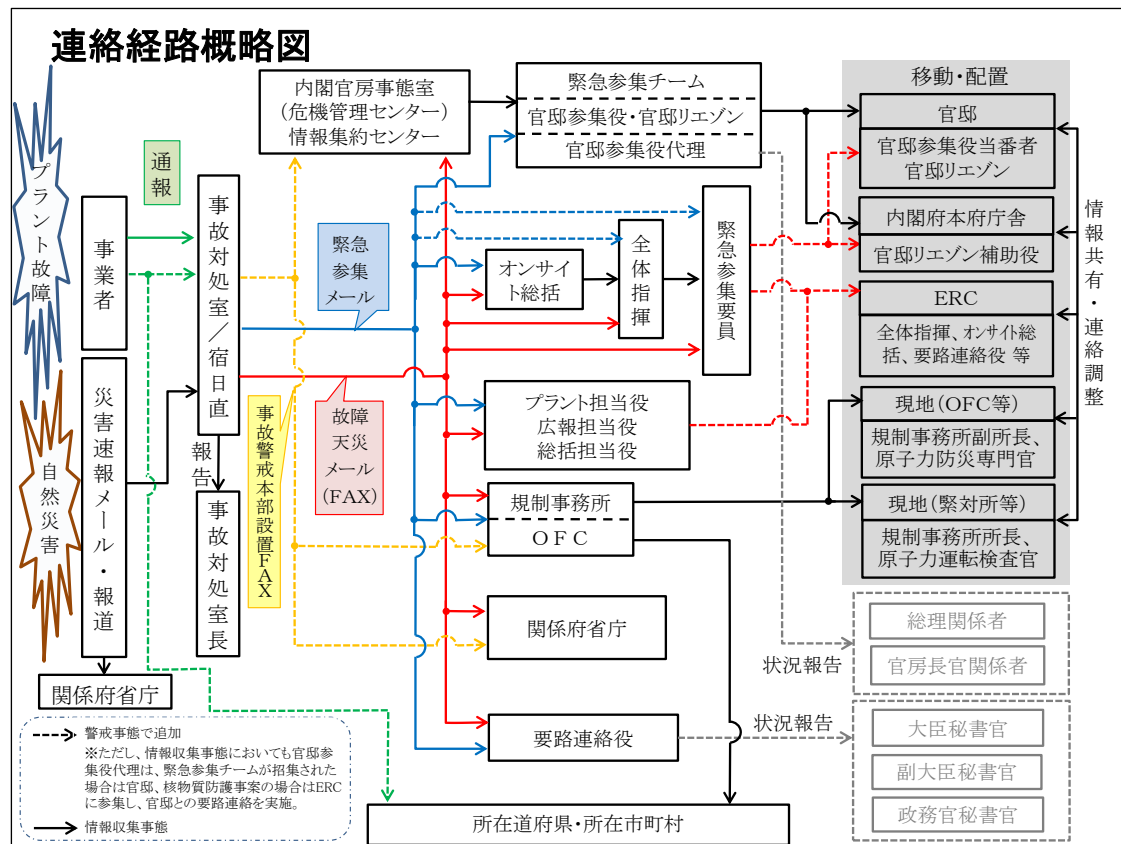 連絡経路概略図
プラント故障
自然災害
通報
事業者
災害速報メール・報道
関係府省庁
事故対処室／宿日直
報告
事故対処室長
内閣官房事態室
(危機管理センター)
情報集約センター
緊急
参集
メール
事故警戒本部設置FAX
故障
天災
メール
(FAX)
緊急参集チーム
官邸参集役・官邸リエゾン
官邸参集役代理
オンサイ
ト総括
全体指揮
緊急参集要員
プラント担当役
広報担当役
総括担当役
規制事務所
OFC
関係府省庁
要路連絡役
所在道府県・所在市町村
移動・配置
官邸
官邸参集役当番者
官邸リエゾン
内閣府本府庁舎
官邸リエゾン補助役
ERC
全体指揮、オンサイト総
括、要路連絡役 等
現地(OFC等)
規制事務所副所長、
原子力防災専門官
現地(緊対所等)
規制事務所所長、
原子力運転検査官
情報共有・連絡調整
状況報告
総理関係者
官房長官関係者
状況報告
大臣秘書官
副大臣秘書官
政務官秘書官
警戒事態で追加
※ただし、情報収集事態においても官邸参
集役代理は、緊急参集チームが招集された
場合は官邸、核物質防護事案の場合はERC
に参集し、官邸との要路連絡を実施。
情報収集事態